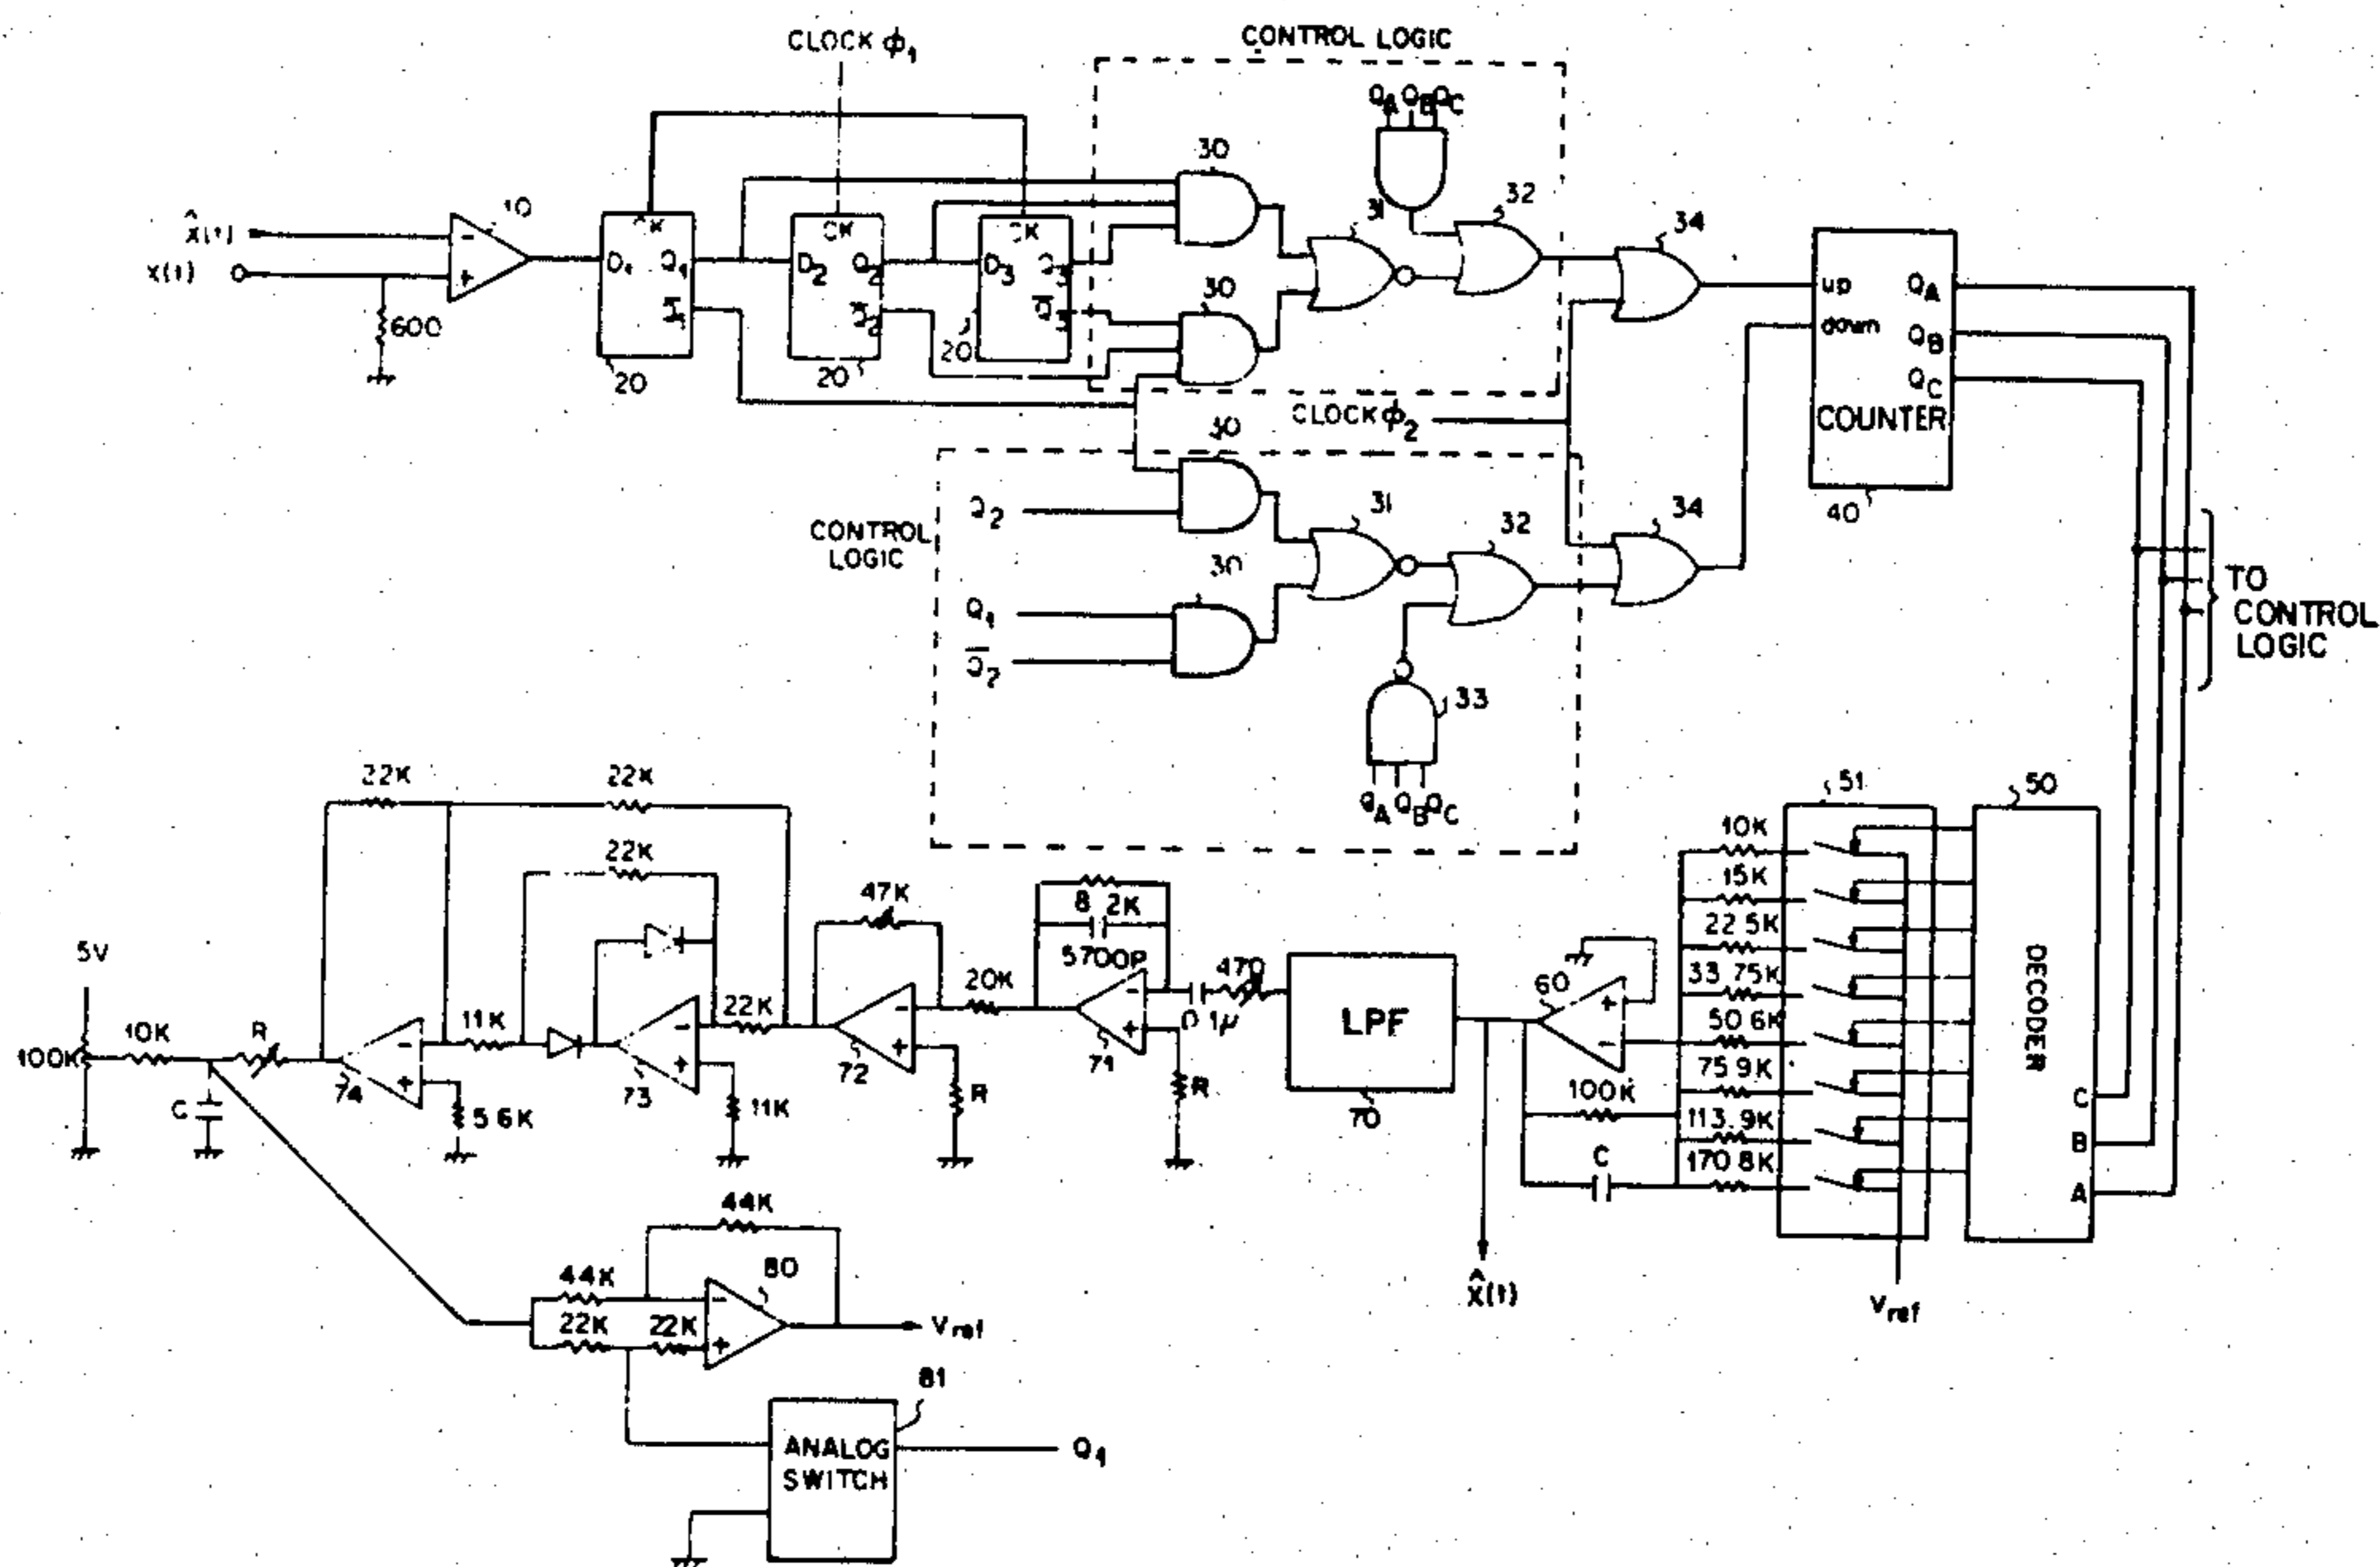 CLOCK ϕ1
CONTROL LOGIC
QA QB QC
30
32
10
31
34
x̂(t)
x(t)
CK
CK
CK
D1 Q1
D2 Q2
D3 Q3
Q̅1
Q̅2
Q̅3
600
20
20
20
30
up
down
QA
QB
QC
COUNTER
40
CLOCK ϕ2
30
Q2
CONTROL
LOGIC
31
32
34
30
Q1
Q̅2
33
QA QB QC
TO
CONTROL
LOGIC
22K
22K
22K
47K
8 2K
5700P
51
50
10K
15K
22 5K
33 75K
50 6K
75 9K
113.9K
170 8K
DECODER
C
B
A
5V
100K
10K
R
C
74
5 6K
11K
73
11K
22K
72
R
20K
71
R
0 1µ
470
LPF
70
60
100K
C
x̂(t)
Vref
44K
44K
22K
22K
80
Vref
81
ANALOG
SWITCH
Q1